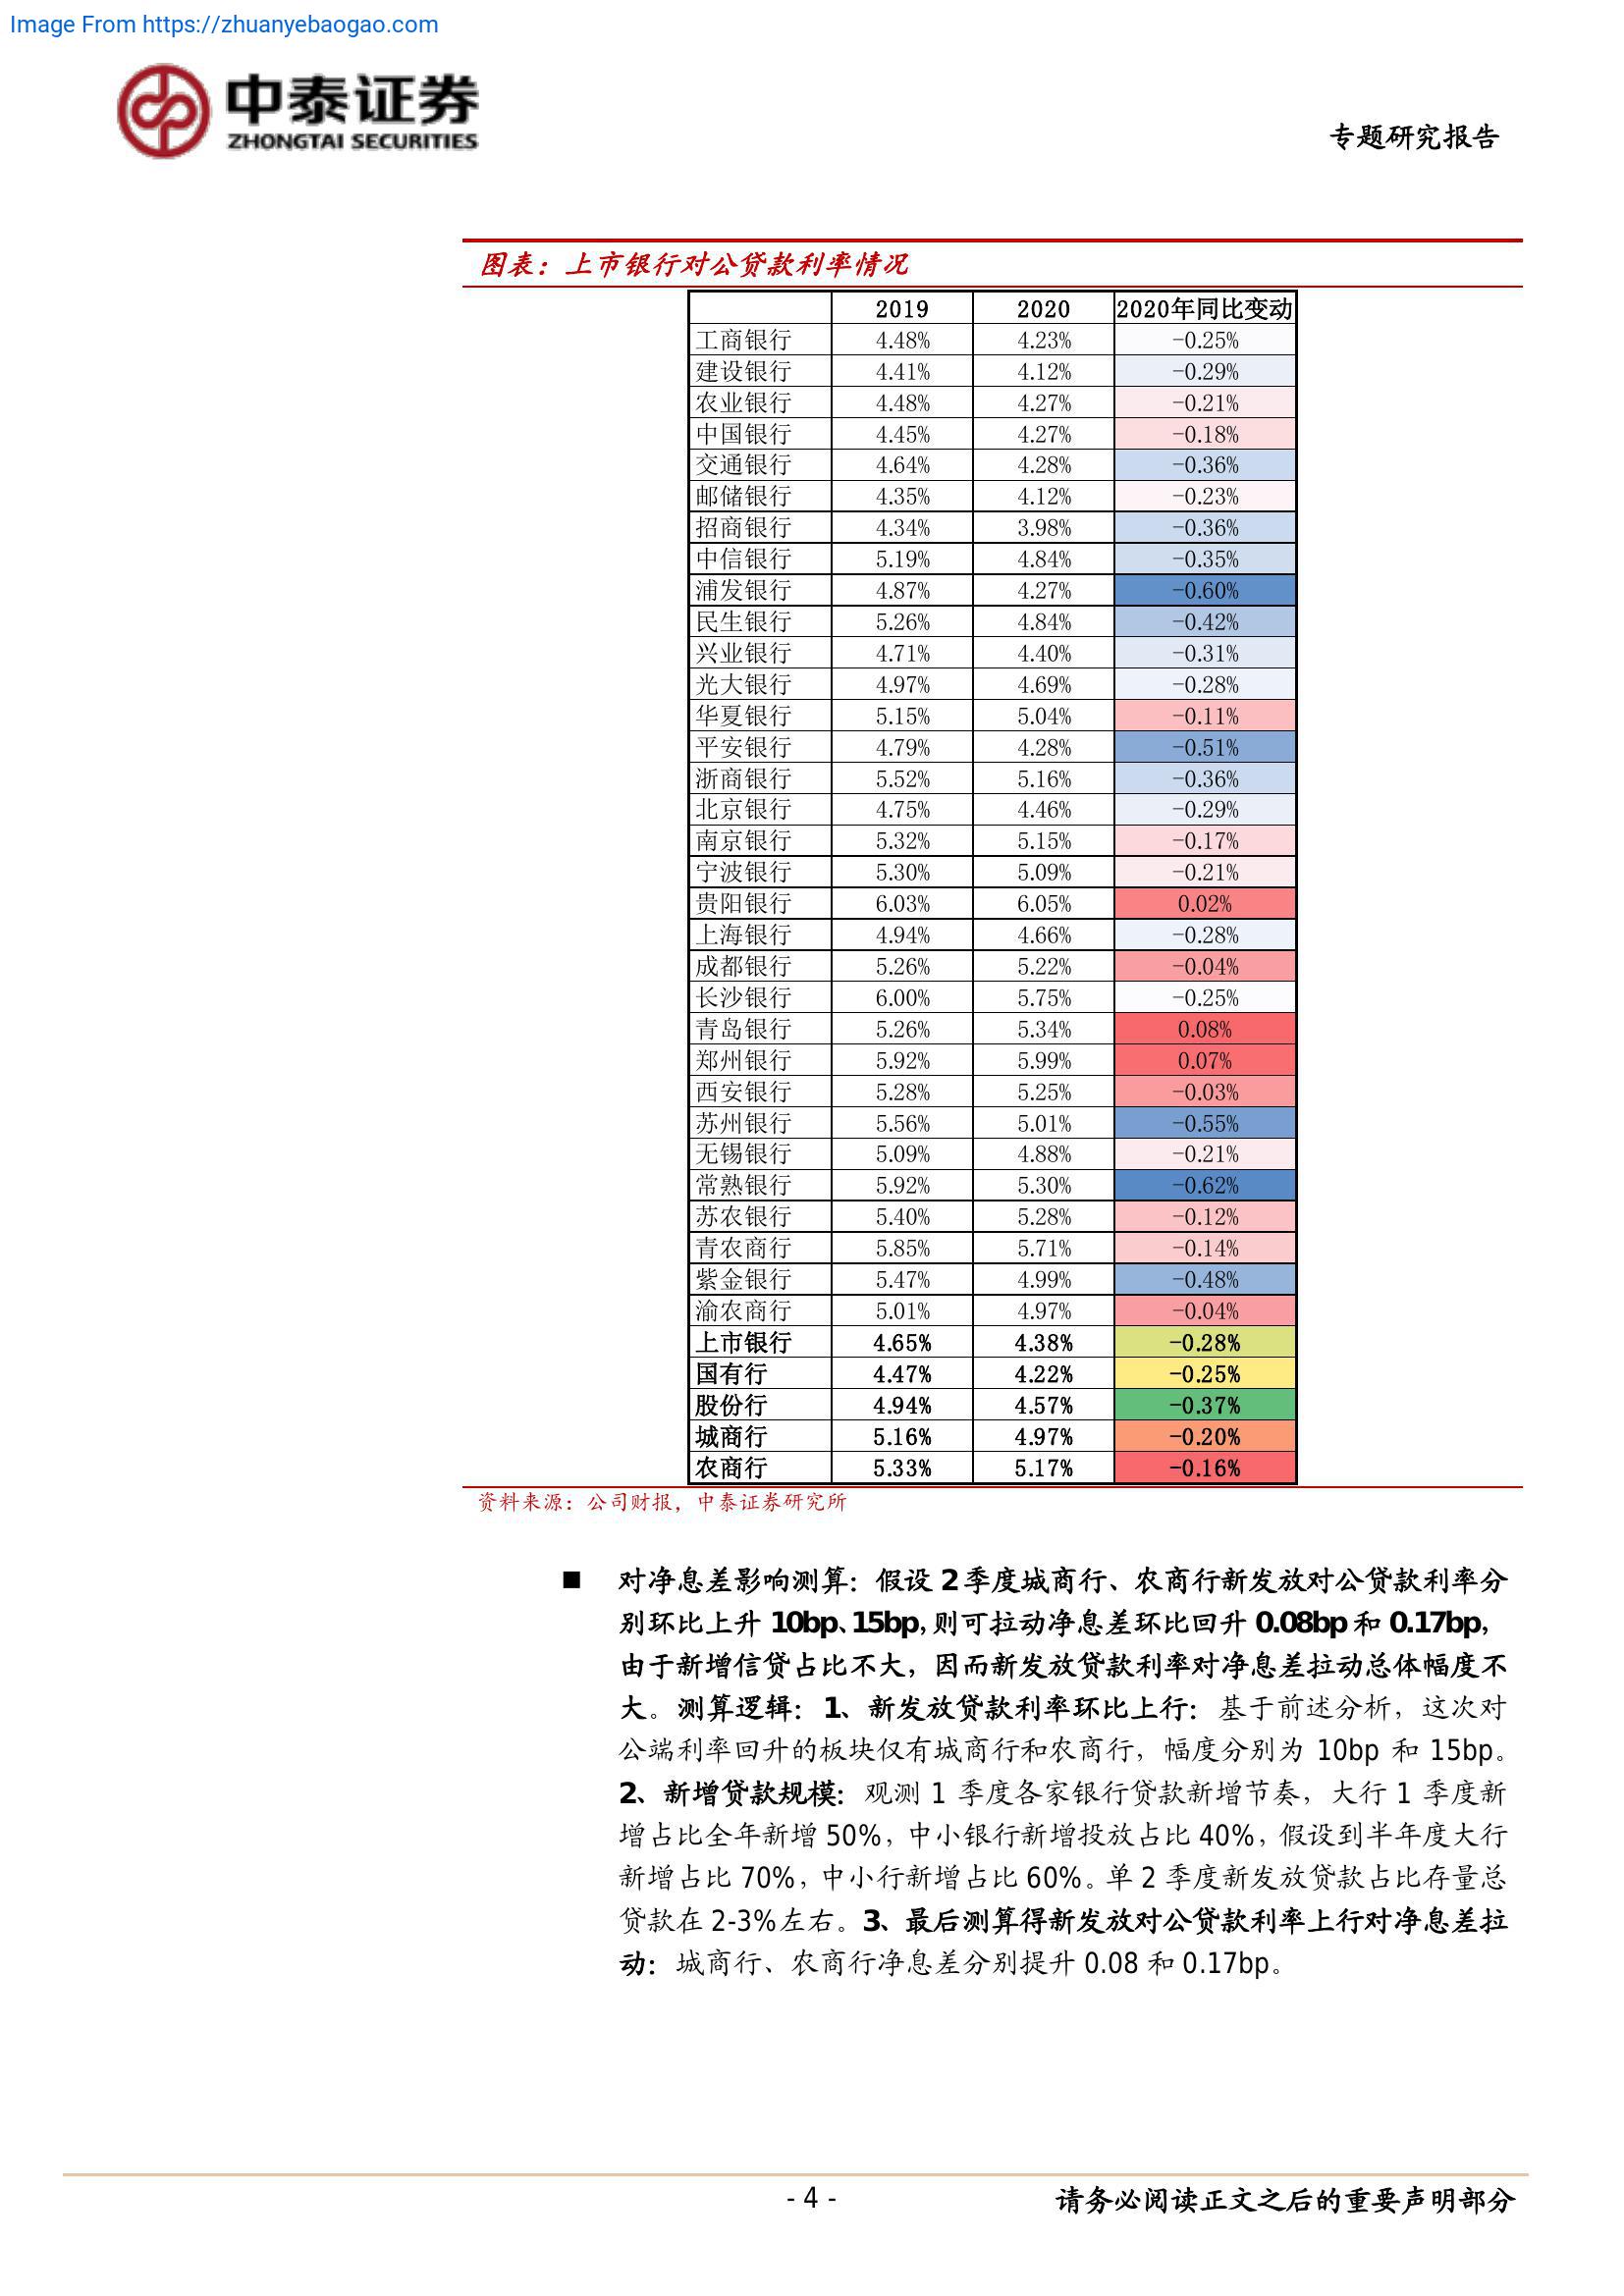 Image From https://zhuanyebaogao.com
中泰证券
ZHONGTAI SECURITIES
专题研究报告
图表：上市银行对公贷款利率情况
2019 2020 2020年同比变动
工商银行 4.48% 4.23% -0.25%
建设银行 4.41% 4.12% -0.29%
农业银行 4.48% 4.27% -0.21%
中国银行 4.45% 4.27% -0.18%
交通银行 4.64% 4.28% -0.36%
邮储银行 4.35% 4.12% -0.23%
招商银行 4.34% 3.98% -0.36%
中信银行 5.19% 4.84% -0.35%
浦发银行 4.87% 4.27% -0.60%
民生银行 5.26% 4.84% -0.42%
兴业银行 4.71% 4.40% -0.31%
光大银行 4.97% 4.69% -0.28%
华夏银行 5.15% 5.04% -0.11%
平安银行 4.79% 4.28% -0.51%
浙商银行 5.52% 5.16% -0.36%
北京银行 4.75% 4.46% -0.29%
南京银行 5.32% 5.15% -0.17%
宁波银行 5.30% 5.09% -0.21%
贵阳银行 6.03% 6.05% 0.02%
上海银行 4.94% 4.66% -0.28%
成都银行 5.26% 5.22% -0.04%
长沙银行 6.00% 5.75% -0.25%
青岛银行 5.26% 5.34% 0.08%
郑州银行 5.92% 5.99% 0.07%
西安银行 5.28% 5.25% -0.03%
苏州银行 5.56% 5.01% -0.55%
无锡银行 5.09% 4.88% -0.21%
常熟银行 5.92% 5.30% -0.62%
苏农银行 5.40% 5.28% -0.12%
青农商行 5.85% 5.71% -0.14%
紫金银行 5.47% 4.99% -0.48%
渝农商行 5.01% 4.97% -0.04%
上市银行 4.65% 4.38% -0.28%
国有行 4.47% 4.22% -0.25%
股份行 4.94% 4.57% -0.37%
城商行 5.16% 4.97% -0.20%
农商行 5.33% 5.17% -0.16%
资料来源：公司财报，中泰证券研究所
■ 对净息差影响测算：假设 2 季度城商行、农商行新发放对公贷款利率分
别环比上升 10bp、15bp，则可拉动净息差环比回升 0.08bp 和 0.17bp，
由于新增信贷占比不大，因而新发放贷款利率对净息差拉动总体幅度不
大。测算逻辑：1、新发放贷款利率环比上行：基于前述分析，这次对
公端利率回升的板块仅有城商行和农商行，幅度分别为 10bp 和 15bp。
2、新增贷款规模：观测 1 季度各家银行贷款新增节奏，大行 1 季度新
增占比全年新增 50%，中小银行新增投放占比 40%，假设到半年度大行
新增占比 70%，中小行新增占比 60%。单 2 季度新发放贷款占比存量总
贷款在 2-3%左右。3、最后测算得新发放对公贷款利率上行对净息差拉
动：城商行、农商行净息差分别提升 0.08 和 0.17bp。
- 4 -
请务必阅读正文之后的重要声明部分